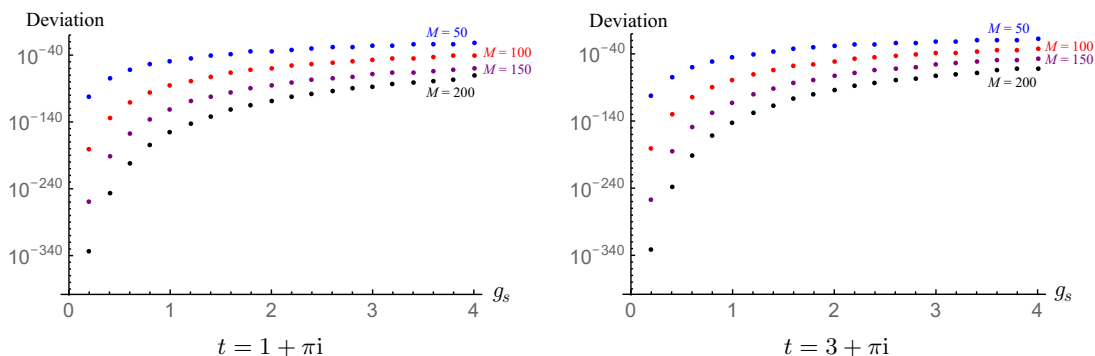 Deviation
10^-40
10^-140
10^-240
10^-340
M = 50
M = 100
M = 150
M = 200
0 1 2 3 4
g_s
t = 1 + πi
Deviation
10^-40
10^-140
10^-240
10^-340
M = 50
M = 100
M = 150
M = 200
0 1 2 3 4
g_s
t = 3 + πi